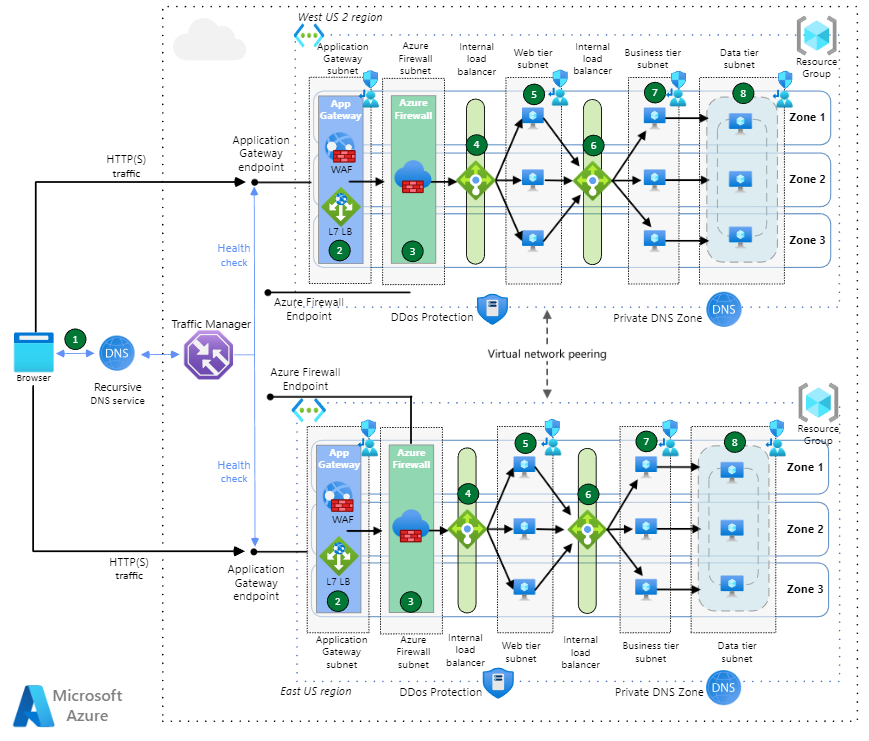 West US 2 region
Application
Gateway
subnet
Azure
Firewall
subnet
Internal
load
balancer
Web tier
subnet
Internal
load
balancer
Business tier
subnet
Data tier
subnet
Resource
Group
App
Gateway
Azure
Firewall
4
5
6
7
8
Zone 1
HTTP(S)
traffic
Application
Gateway
endpoint
WAF
Zone 2
L7 LB
2
3
Zone 3
Health
check
Azure Firewall
Endpoint
DDos Protection
Private DNS Zone
DNS
Traffic Manager
1
DNS
Browser
Recursive
DNS service
Virtual network peering
Azure Firewall
Endpoint
Resource
Group
App
Gateway
Azure
Firewall
4
5
6
7
8
Zone 1
Health
check
WAF
Zone 2
HTTP(S)
traffic
Application
Gateway
endpoint
L7 LB
2
3
Zone 3
Application
Gateway
subnet
Azure
Firewall
subnet
Internal
load
balancer
Web tier
subnet
Internal
load
balancer
Business tier
subnet
Data tier
subnet
East US region
DDos Protection
Private DNS Zone
DNS
Microsoft
Azure